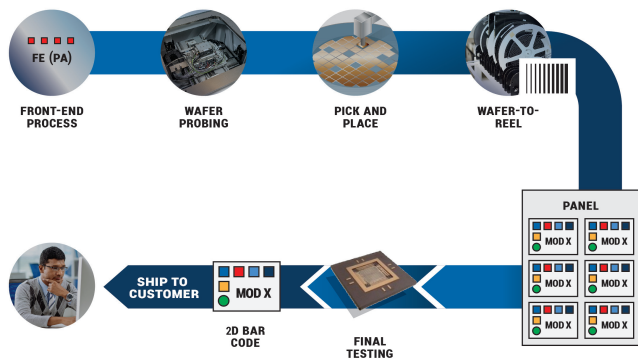 FE (PA)
FRONT-END
PROCESS
WAFER
PROBING
PICK AND
PLACE
WAFER-TO-
REEL
PANEL
MOD X
MOD X
MOD X
MOD X
MOD X
MOD X
SHIP TO
CUSTOMER
MOD X
2D BAR
CODE
FINAL
TESTING